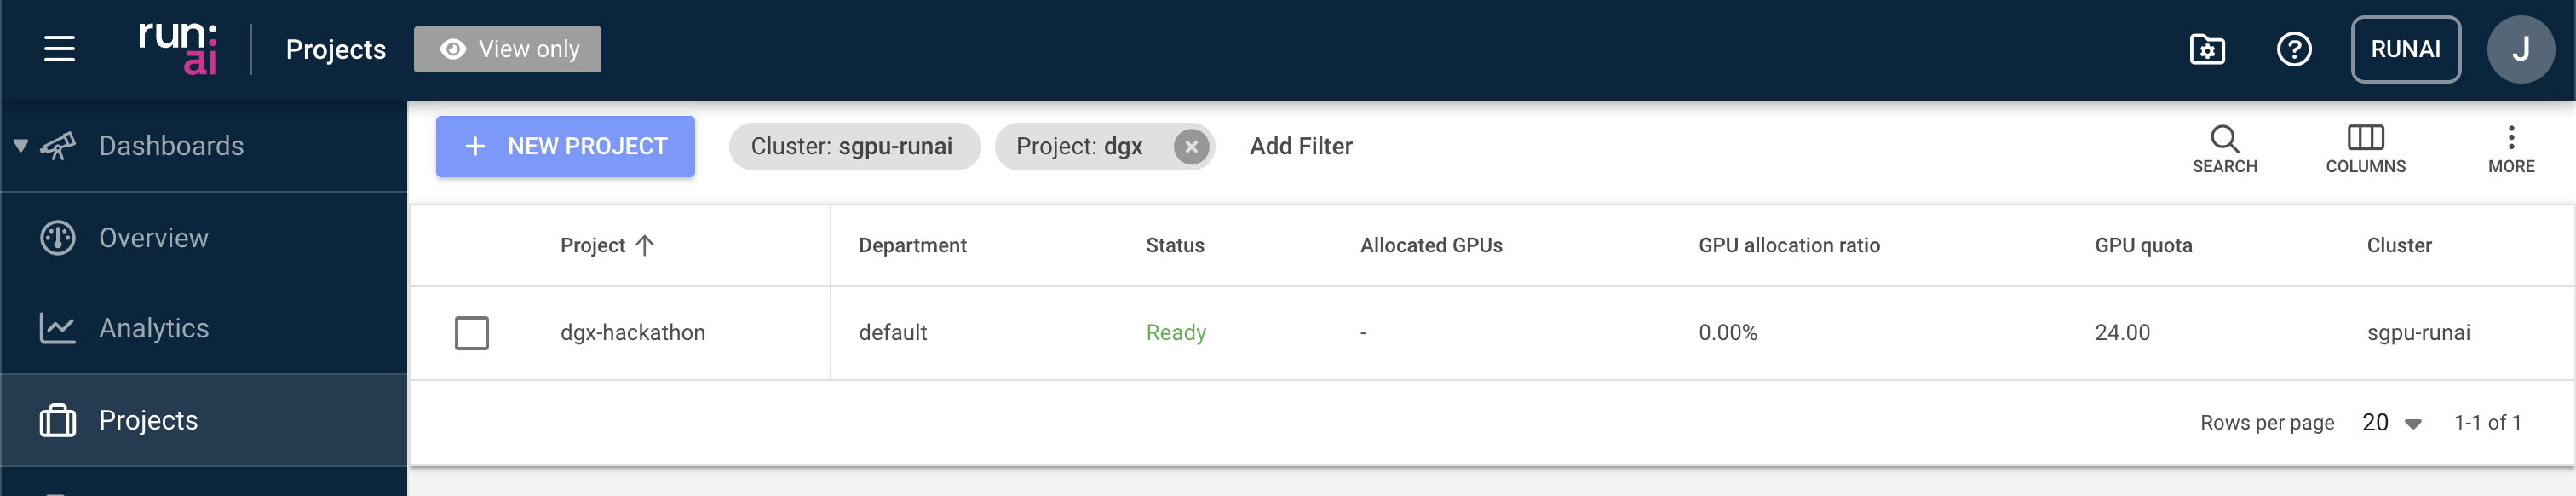 run:
ai
Projects
View only
RUNAI
J
Dashboards
Overview
Analytics
Projects
+ NEW PROJECT
Cluster: sgpu-runai
Project: dgx
Add Filter
SEARCH
COLUMNS
MORE
Project Department Status Allocated GPUs GPU allocation ratio GPU quota Cluster
dgx-hackathon default Ready - 0.00% 24.00 sgpu-runai
Rows per page 20 1-1 of 1